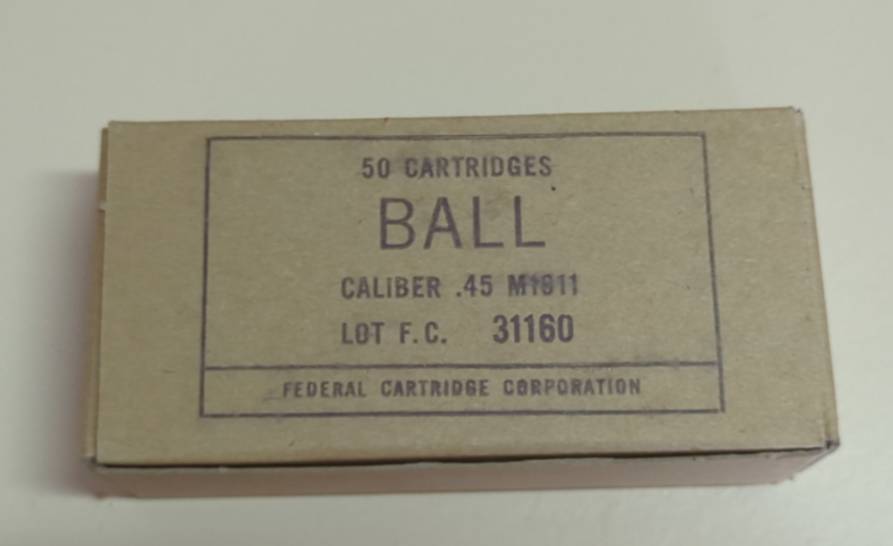 50 CARTRIDGES
BALL
CALIBER .45 M1911
LOT F.C. 31160
FEDERAL CARTRIDGE CORPORATION